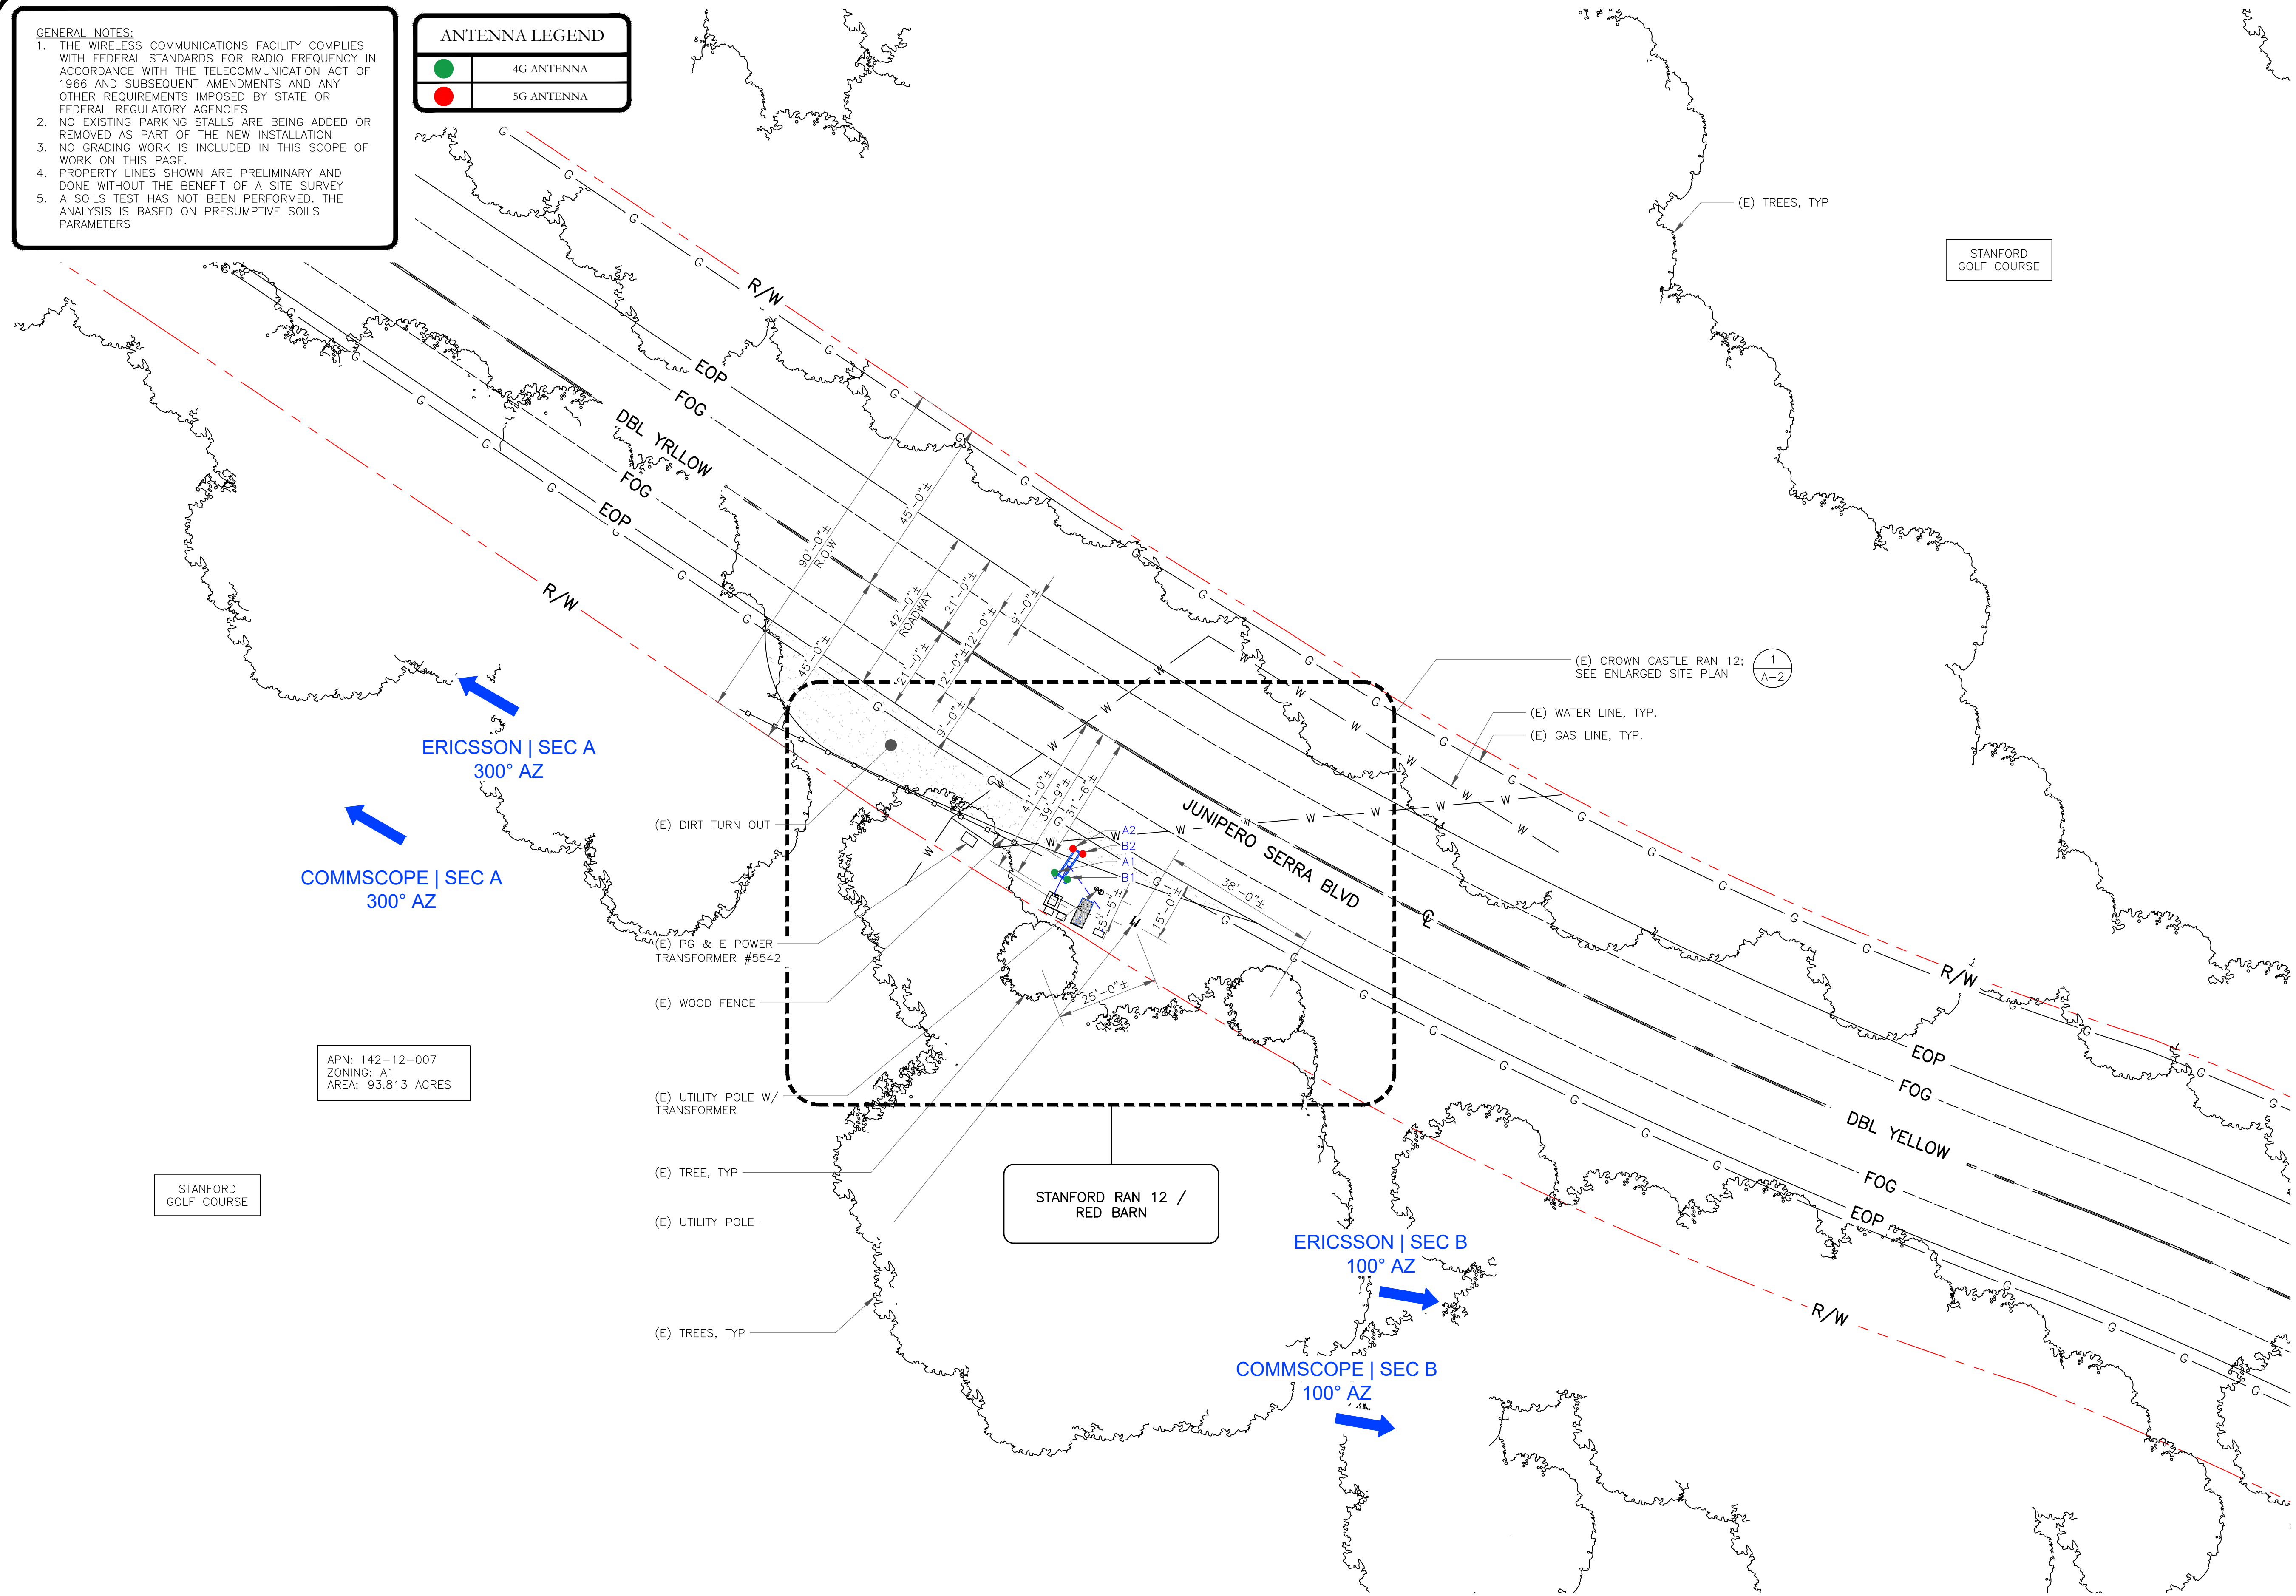 GENERAL NOTES:
1. THE WIRELESS COMMUNICATIONS FACILITY COMPLIES
WITH FEDERAL STANDARDS FOR RADIO FREQUENCY IN
ACCORDANCE WITH THE TELECOMMUNICATION ACT OF
1966 AND SUBSEQUENT AMENDMENTS AND ANY
OTHER REQUIREMENTS IMPOSED BY STATE OR
FEDERAL REGULATORY AGENCIES
2. NO EXISTING PARKING STALLS ARE BEING ADDED OR
REMOVED AS PART OF THE NEW INSTALLATION
3. NO GRADING WORK IS INCLUDED IN THIS SCOPE OF
WORK ON THIS PAGE.
4. PROPERTY LINES SHOWN ARE PRELIMINARY AND
DONE WITHOUT THE BENEFIT OF A SITE SURVEY
5. A SOILS TEST HAS NOT BEEN PERFORMED. THE
ANALYSIS IS BASED ON PRESUMPTIVE SOILS
PARAMETERS
ANTENNA LEGEND
4G ANTENNA
5G ANTENNA
(E) TREES, TYP
STANFORD
GOLF COURSE
R/W
EOP
FOG
DBL YRLLOW
FOG
EOP
R/W
90'-0"±
R.O.W
45'-0"±
45'-0"±
42'-0"±
ROADWAY
21'-0"±
21'-0"±
12'-0"±
12'-0"±
9'-0"±
9'-0"±
(E) CROWN CASTLE RAN 12;
SEE ENLARGED SITE PLAN
1
A-2
(E) WATER LINE, TYP.
(E) GAS LINE, TYP.
ERICSSON | SEC A
300° AZ
COMMSCOPE | SEC A
300° AZ
41'-0"±
39'-9"±
31'-6"±
A2
B2
A1
B1
JUNIPERO SERRA BLVD
38'-0"±
15'-0"±
5'-5"±
25'-0"±
(E) DIRT TURN OUT
(E) PG & E POWER
TRANSFORMER #5542
(E) WOOD FENCE
(E) UTILITY POLE W/
TRANSFORMER
(E) TREE, TYP
(E) UTILITY POLE
(E) TREES, TYP
APN: 142-12-007
ZONING: A1
AREA: 93.813 ACRES
STANFORD
GOLF COURSE
STANFORD RAN 12 /
RED BARN
ERICSSON | SEC B
100° AZ
COMMSCOPE | SEC B
100° AZ
R/W
EOP
FOG
DBL YELLOW
FOG
EOP
R/W